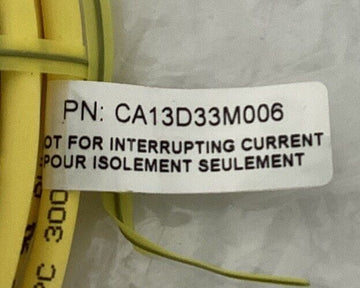 PN: CA13D33M006
OT FOR INTERRUPTING CURRENT
POUR ISOLEMENT SEULEMENT
PC 300